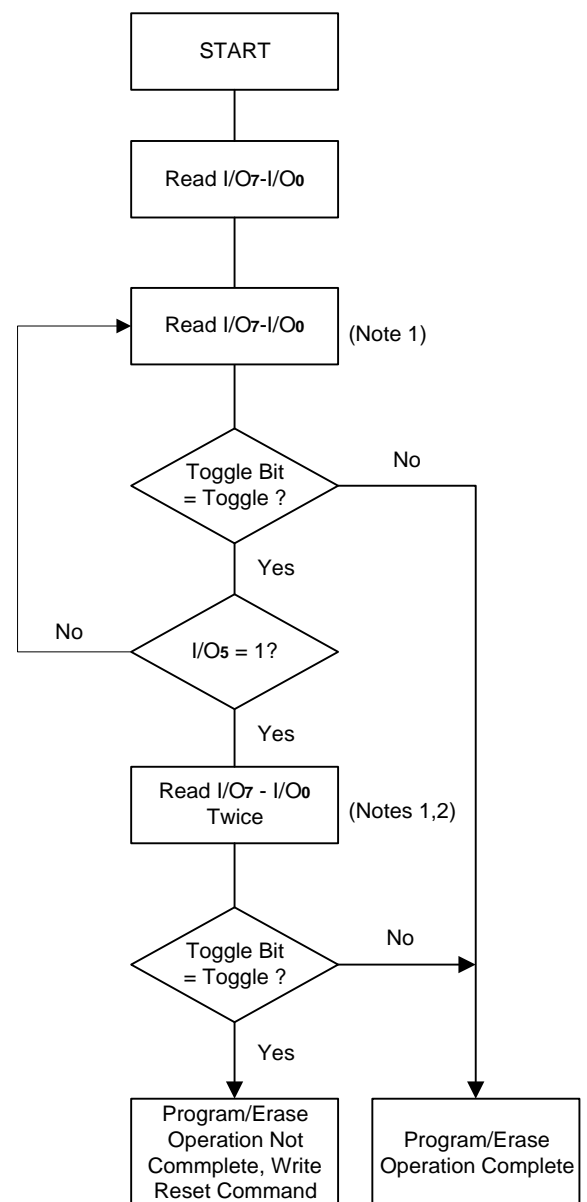 START
Read I/O7-I/O0
Read I/O7-I/O0
(Note 1)
Toggle Bit
= Toggle ?
No
Yes
No
I/O5 = 1?
Yes
Read I/O7 - I/O0
Twice
(Notes 1,2)
Toggle Bit
= Toggle ?
No
Yes
Program/Erase
Operation Not
Commplete, Write
Reset Command
Program/Erase
Operation Complete